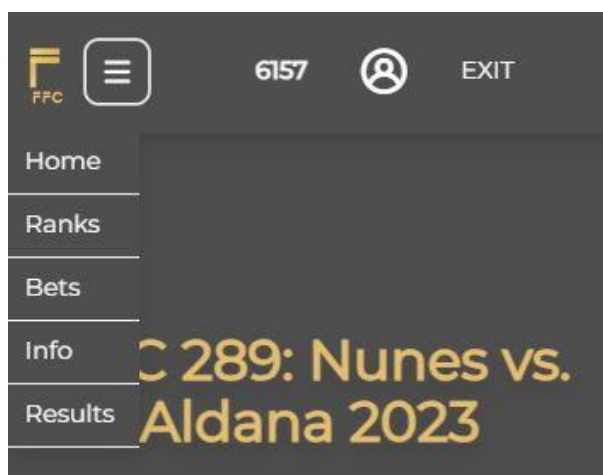 FFC
6157
EXIT
Home
Ranks
Bets
Info
Results
C 289: Nunes vs.
Aldana 2023